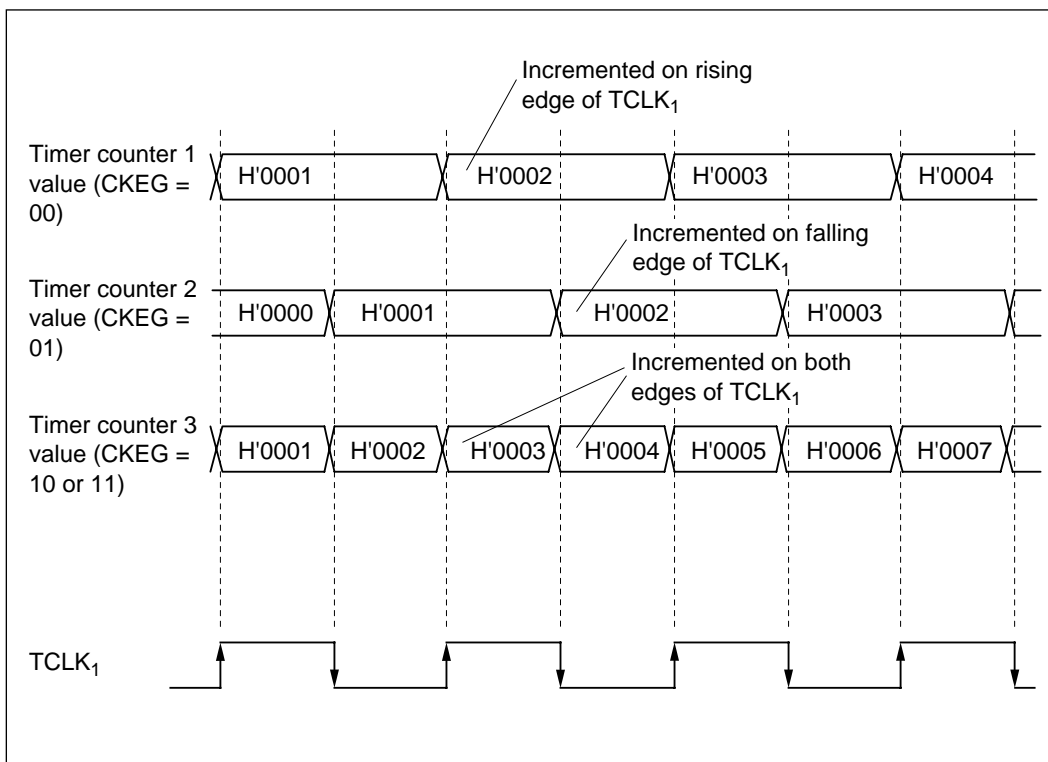 Incremented on rising
edge of TCLK₁
Timer counter 1
value (CKEG =
00)
H'0001
H'0002
H'0003
H'0004
Incremented on falling
edge of TCLK₁
Timer counter 2
value (CKEG =
01)
H'0000
H'0001
H'0002
H'0003
Incremented on both
edges of TCLK₁
Timer counter 3
value (CKEG =
10 or 11)
H'0001
H'0002
H'0003
H'0004
H'0005
H'0006
H'0007
TCLK₁